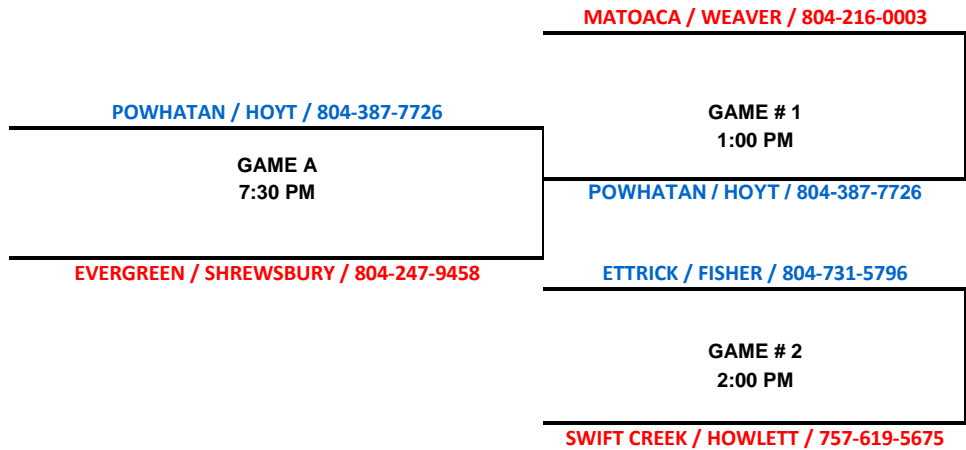 MATOACA / WEAVER / 804-216-0003
POWHATAN / HOYT / 804-387-7726
GAME # 1
1:00 PM
GAME A
7:30 PM
POWHATAN / HOYT / 804-387-7726
EVERGREEN / SHREWSBURY / 804-247-9458
ETTRICK / FISHER / 804-731-5796
GAME # 2
2:00 PM
SWIFT CREEK / HOWLETT / 757-619-5675